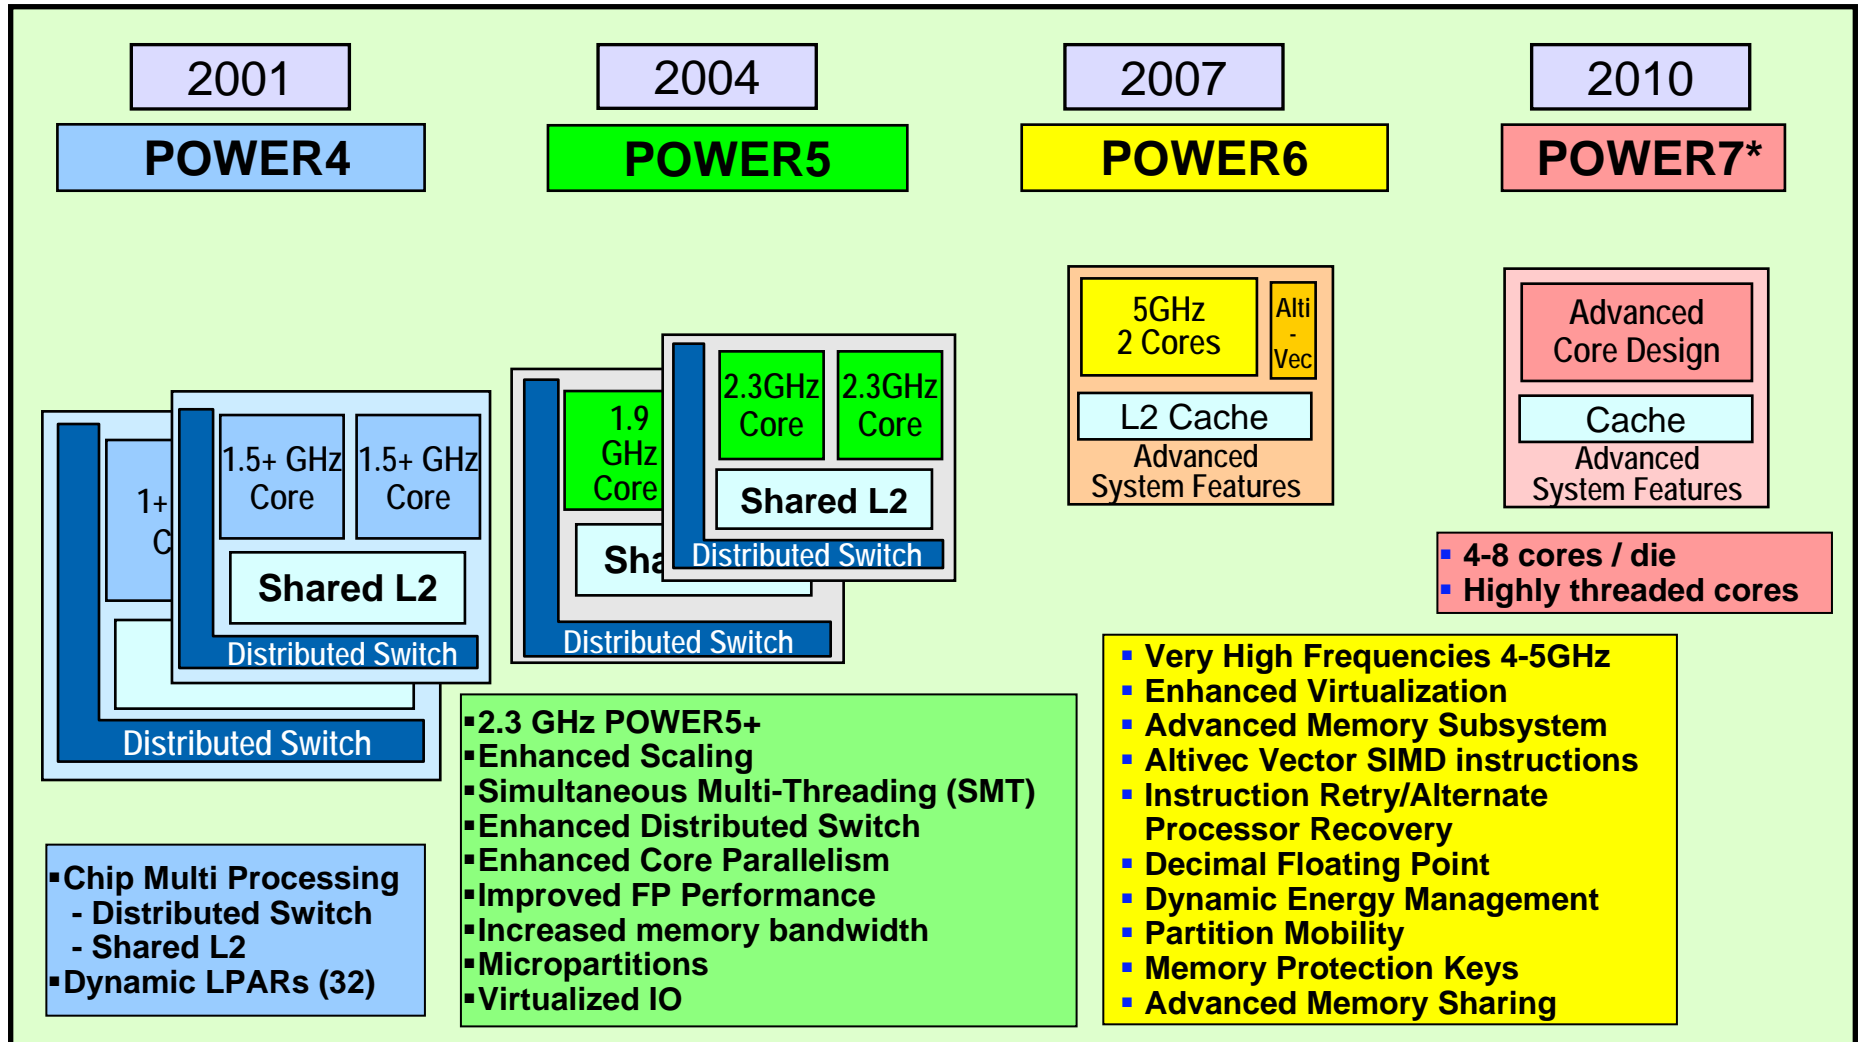 2001
2004
2007
2010
POWER4
POWER5
POWER6
POWER7*
1+
C
Distributed Switch
1.5+ GHz
Core
1.5+ GHz
Core
Shared L2
Distributed Switch
▪Chip Multi Processing
- Distributed Switch
- Shared L2
▪Dynamic LPARs (32)
1.9
GHz
Core
Sha
Distributed Switch
2.3GHz
Core
2.3GHz
Core
Shared L2
Distributed Switch
▪2.3 GHz POWER5+
▪Enhanced Scaling
▪Simultaneous Multi-Threading (SMT)
▪Enhanced Distributed Switch
▪Enhanced Core Parallelism
▪Improved FP Performance
▪Increased memory bandwidth
▪Micropartitions
▪Virtualized IO
5GHz
2 Cores
Alti
-
Vec
L2 Cache
Advanced
System Features
▪ Very High Frequencies 4-5GHz
▪ Enhanced Virtualization
▪ Advanced Memory Subsystem
▪ Altivec Vector SIMD instructions
▪ Instruction Retry/Alternate
Processor Recovery
▪ Decimal Floating Point
▪ Dynamic Energy Management
▪ Partition Mobility
▪ Memory Protection Keys
▪ Advanced Memory Sharing
Advanced
Core Design
Cache
Advanced
System Features
▪ 4-8 cores / die
▪ Highly threaded cores